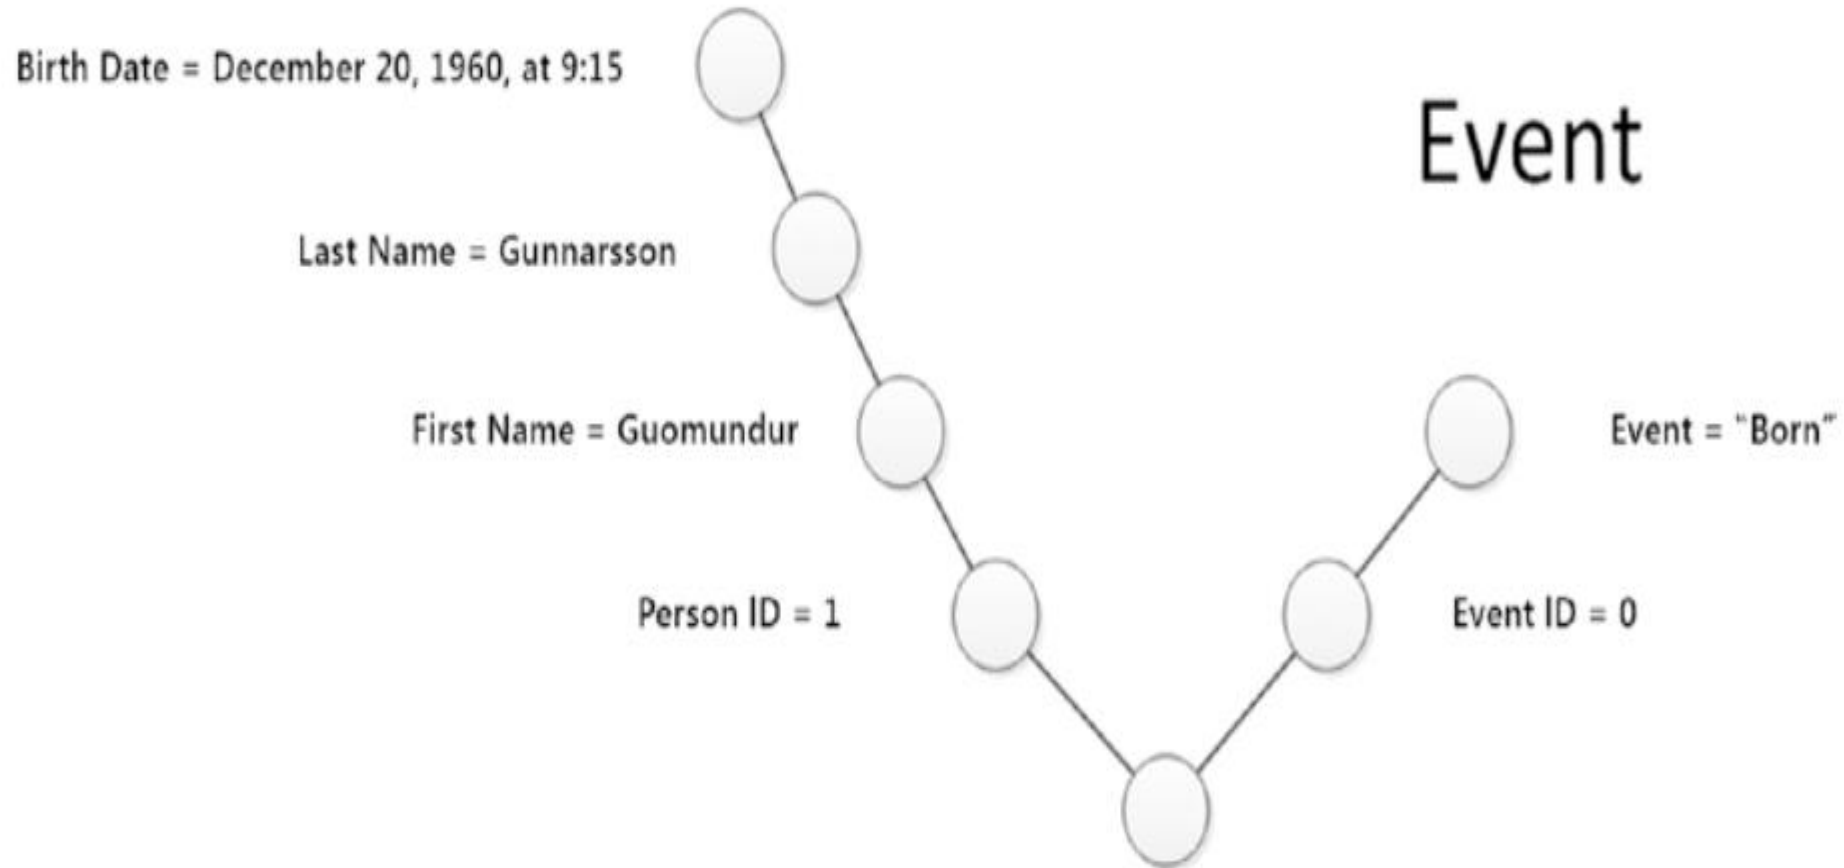 Birth Date = December 20, 1960, at 9:15
Event
Last Name = Gunnarsson
First Name = Guomundur
Event = "Born"
Person ID = 1
Event ID = 0